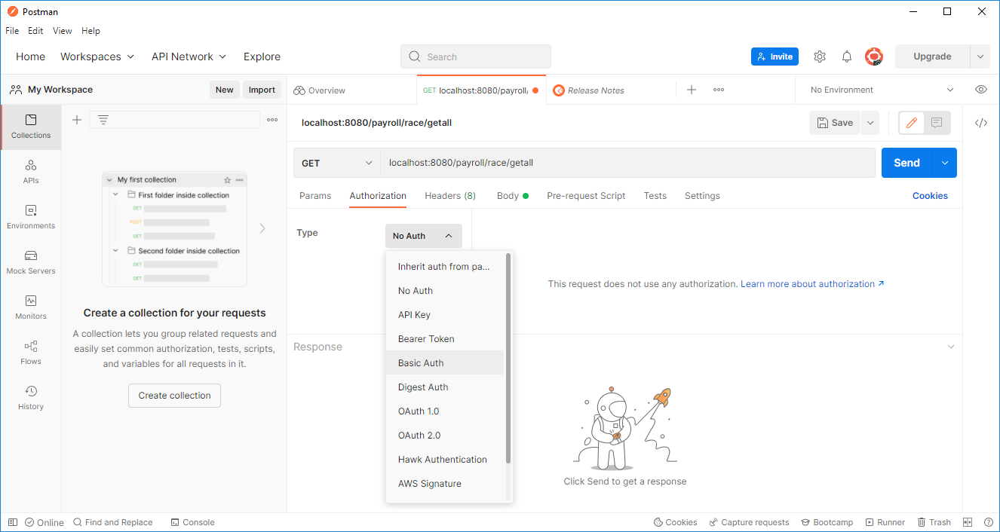 Postman
File Edit View Help
Home Workspaces API Network Explore
Search
Invite
Upgrade
My Workspace New Import
Overview
GET localhost:8080/payroll/
Release Notes
No Environment
Collections
APIs
Environments
Mock Servers
Monitors
Flows
History
My first collection
First folder inside collection
GET
POST
GET
Second folder inside collection
GET
GET
Create a collection for your requests
A collection lets you group related requests and
easily set common authorization, tests, scripts,
and variables for all requests in it.
Create collection
localhost:8080/payroll/race/getall
Save
GET localhost:8080/payroll/race/getall
Send
Params Authorization Headers (8) Body Pre-request Script Tests Settings
Cookies
Type
No Auth
Inherit auth from pa...
No Auth
API Key
Bearer Token
Basic Auth
Digest Auth
OAuth 1.0
OAuth 2.0
Hawk Authentication
AWS Signature
This request does not use any authorization. Learn more about authorization ↗
Response
Click Send to get a response
Online Find and Replace Console
Cookies Capture requests Bootcamp Runner Trash